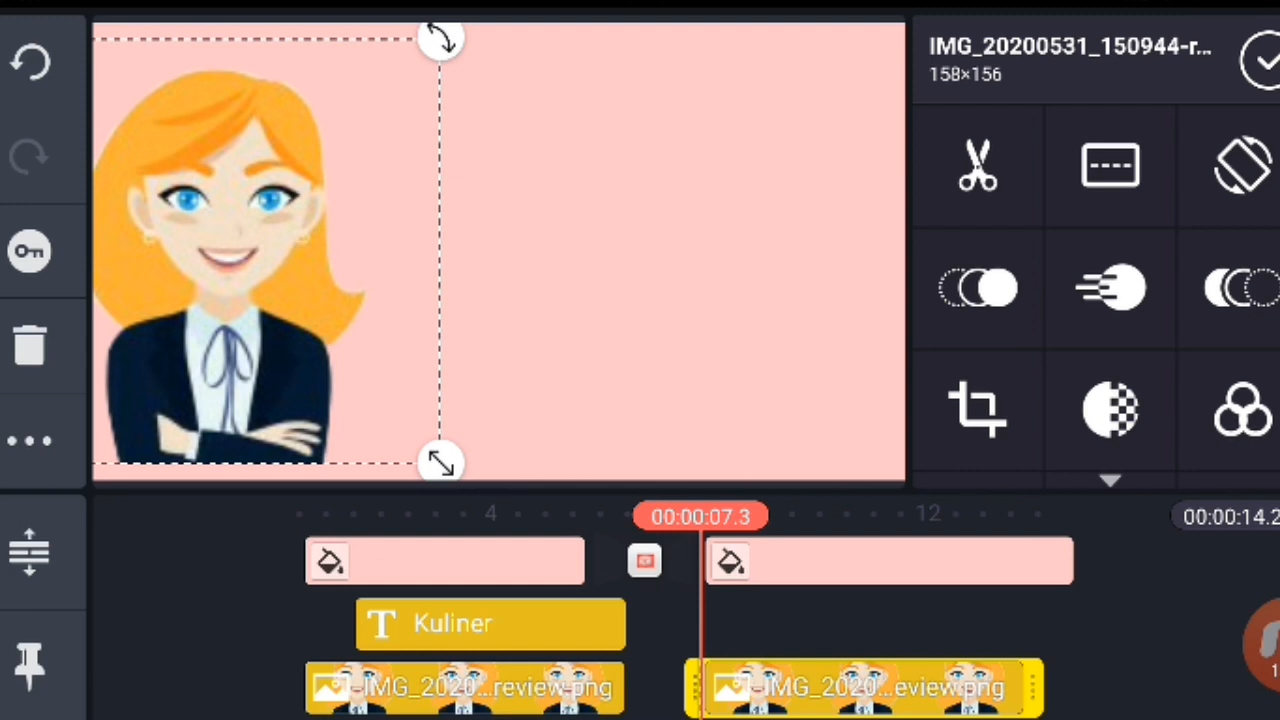 IMG_20200531_150944-r...
158×156
4
00:00:07.3
12
00:00:14.2
Kuliner
IMG_2020...review.png
IMG_2020...eview.png
1